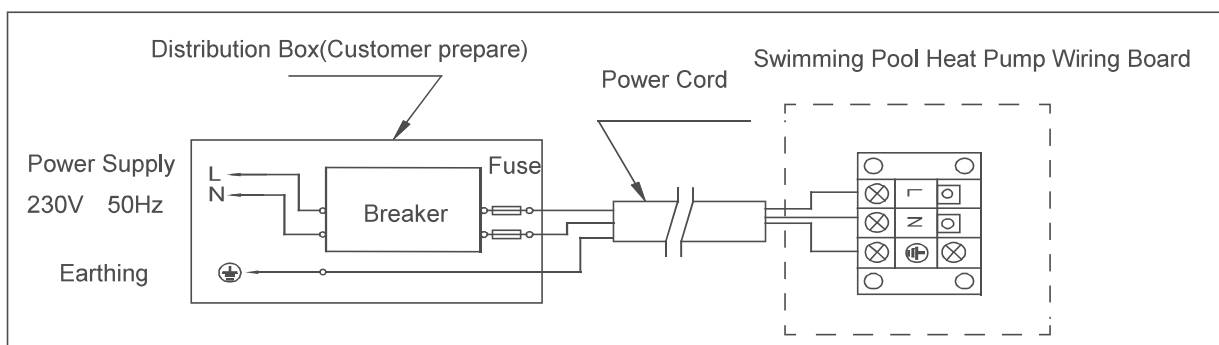 Distribution Box(Customer prepare)
Swimming Pool Heat Pump Wiring Board
Power Cord
Power Supply
230V 50Hz
L
N
Fuse
Breaker
Earthing
L
N